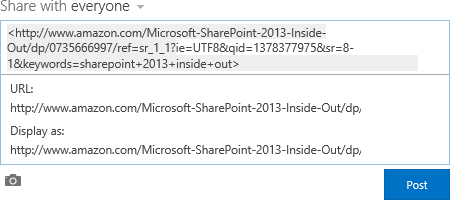 Share with everyone
<http://www.amazon.com/Microsoft-SharePoint-2013-Inside-
Out/dp/0735666997/ref=sr_1_1?ie=UTF8&qid=1378377975&sr=8-
1&keywords=sharepoint+2013+inside+out>
URL:
http://www.amazon.com/Microsoft-SharePoint-2013-Inside-Out/dp/
Display as:
http://www.amazon.com/Microsoft-SharePoint-2013-Inside-Out/dp/
Post